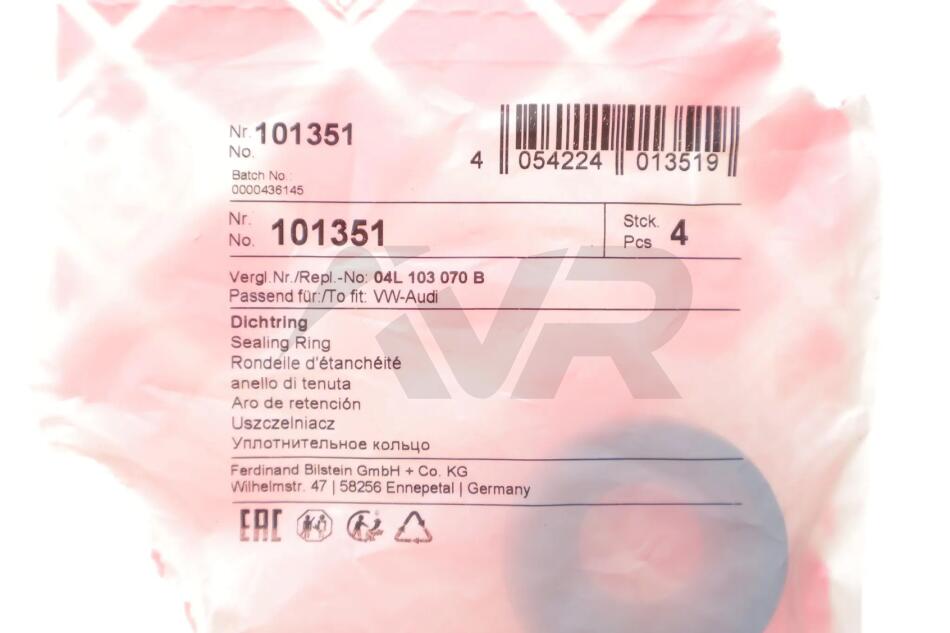 Nr. 101351
No.
Batch No.:
0000436145
4 054224 013519
Nr.
No. 101351
Stck.
Pcs 4
Vergl.Nr./Repl.-No: 04L 103 070 B
Passend für:/To fit: VW-Audi
Dichtring
Sealing Ring
Rondelle d'étanchéité
anello di tenuta
Aro de retención
Uszczelniacz
Уплотнительное кольцо
Ferdinand Bilstein GmbH + Co. KG
Wilhelmstr. 47 | 58256 Ennepetal | Germany
EAC
AVR